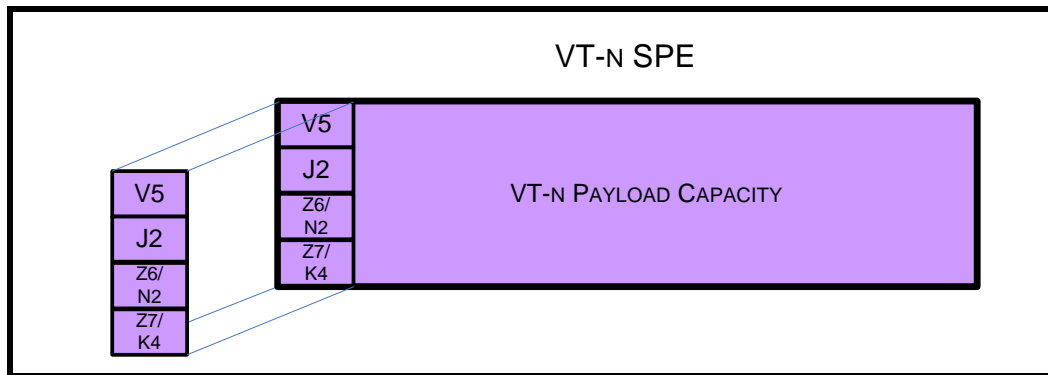 VT-N SPE
V5
J2
Z6/
N2
Z7/
K4
VT-N PAYLOAD CAPACITY
V5
J2
Z6/
N2
Z7/
K4